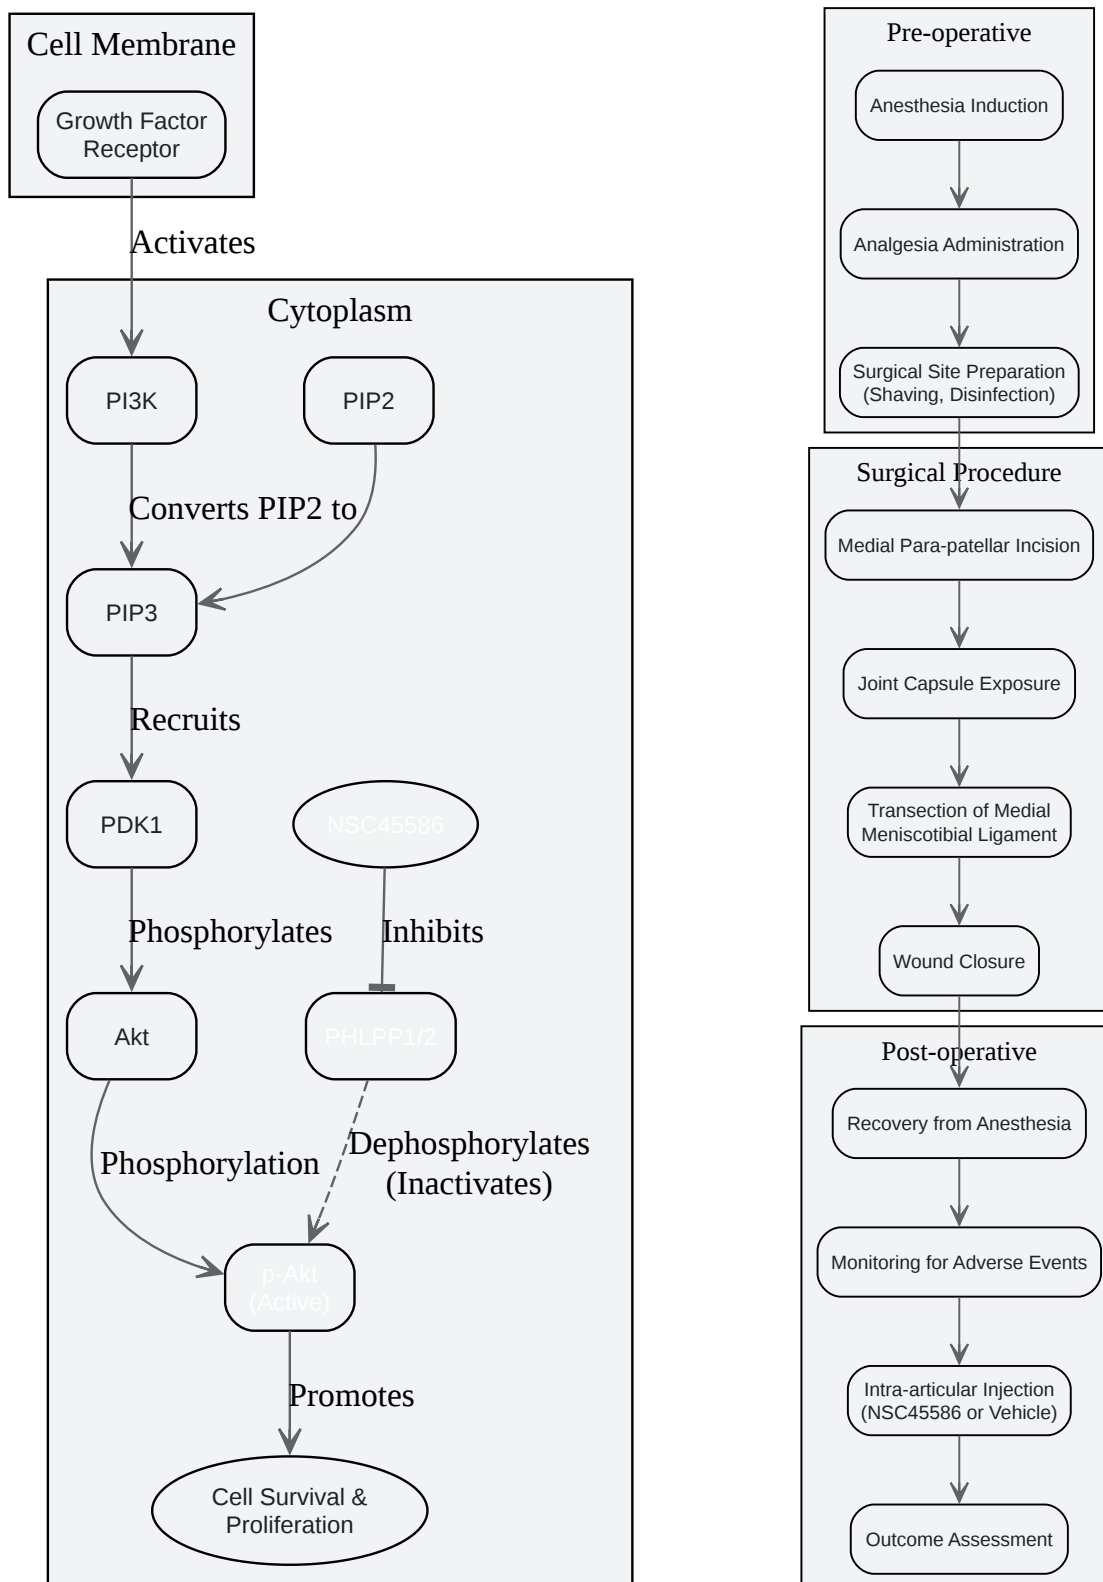 Cell Membrane
Growth Factor
Receptor
Activates
Cytoplasm
PI3K
PIP2
Converts PIP2 to
PIP3
Recruits
PDK1
NSC45586
Phosphorylates
Inhibits
Akt
PHLPP1/2
Phosphorylation
Dephosphorylates
(Inactivates)
p-Akt
(Active)
Promotes
Cell Survival &
Proliferation
Pre-operative
Anesthesia Induction
Analgesia Administration
Surgical Site Preparation
(Shaving, Disinfection)
Surgical Procedure
Medial Para-patellar Incision
Joint Capsule Exposure
Transection of Medial
Meniscotibial Ligament
Wound Closure
Post-operative
Recovery from Anesthesia
Monitoring for Adverse Events
Intra-articular Injection
(NSC45586 or Vehicle)
Outcome Assessment